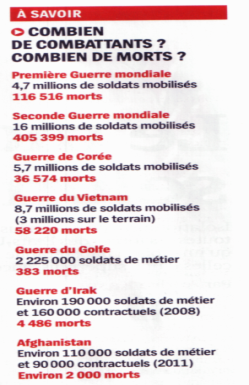 À SAVOIR
COMBIEN
DE COMBATTANTS ?
COMBIEN DE MORTS ?
Première Guerre mondiale
4,7 millions de soldats mobilisés
116 516 morts
Seconde Guerre mondiale
16 millions de soldats mobilisés
405 399 morts
Guerre de Corée
5,7 millions de soldats mobilisés
36 574 morts
Guerre du Vietnam
8,7 millions de soldats mobilisés
(3 millions sur le terrain)
58 220 morts
Guerre du Golfe
2 225 000 soldats de métier
383 morts
Guerre d'Irak
Environ 190 000 soldats de métier
et 160 000 contractuels (2008)
4 486 morts
Afghanistan
Environ 110 000 soldats de métier
et 90 000 contractuels (2011)
Environ 2 000 morts